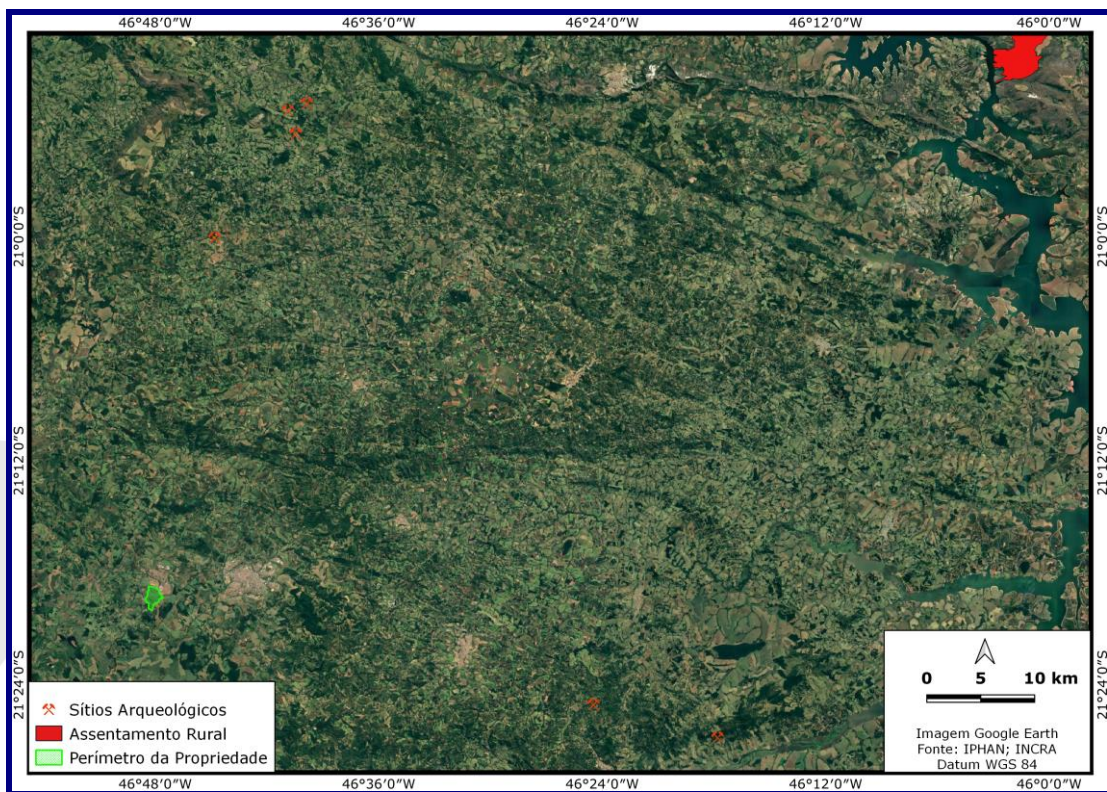 46°48′0″W 46°36′0″W 46°24′0″W 46°12′0″W 46°0′0″W
21°0′0″S 21°0′0″S
21°12′0″S 21°12′0″S
21°24′0″S 21°24′0″S
Sítios Arqueológicos
Assentamento Rural
Perímetro da Propriedade
0 5 10 km
Imagem Google Earth
Fonte: IPHAN; INCRA
Datum WGS 84
46°48′0″W 46°36′0″W 46°24′0″W 46°12′0″W 46°0′0″W